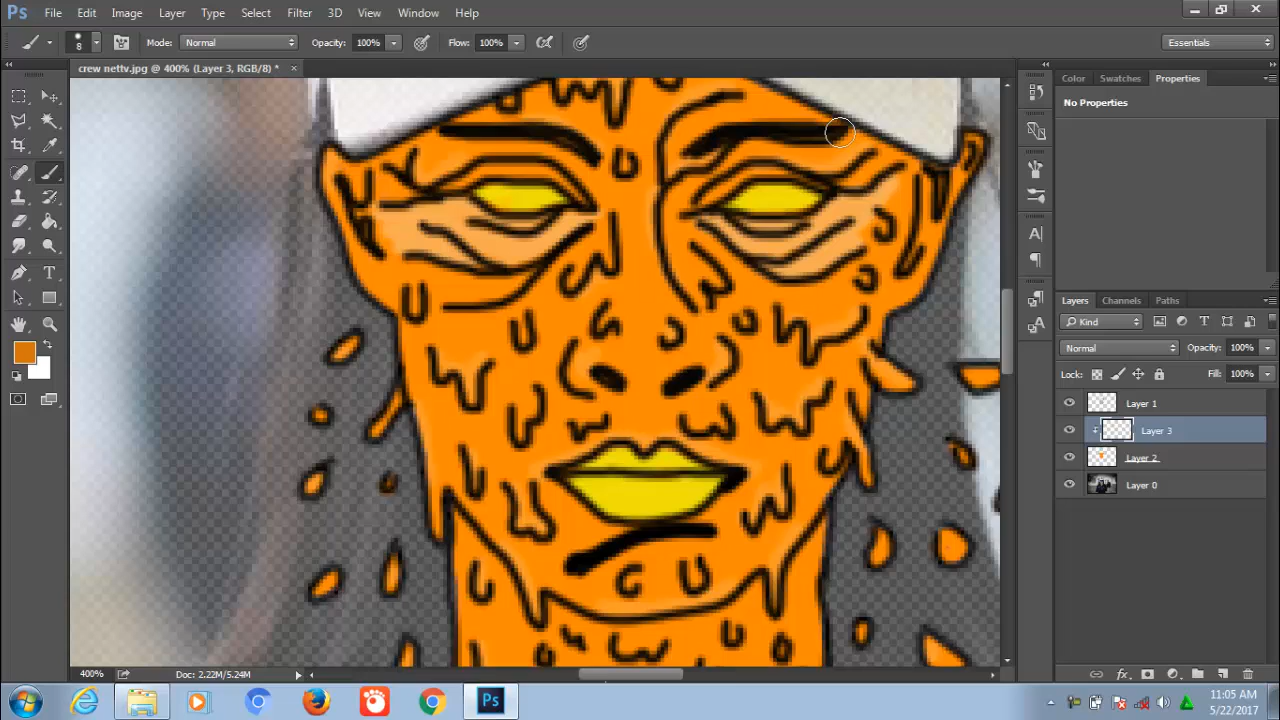 Ps File Edit Image Layer Type Select Filter 3D View Window Help
8 Mode: Normal Opacity: 100% Flow: 100% Essentials
crew nettv.jpg @ 400% (Layer 3, RGB/8) * ×
Color Swatches Properties
No Properties
Layers Channels Paths
Kind
Normal Opacity: 100%
Lock: Fill: 100%
Layer 1
Layer 3
Layer 2
Layer 0
400% Doc: 2.22M/5.24M
Ps 11:05 AM
5/22/2017